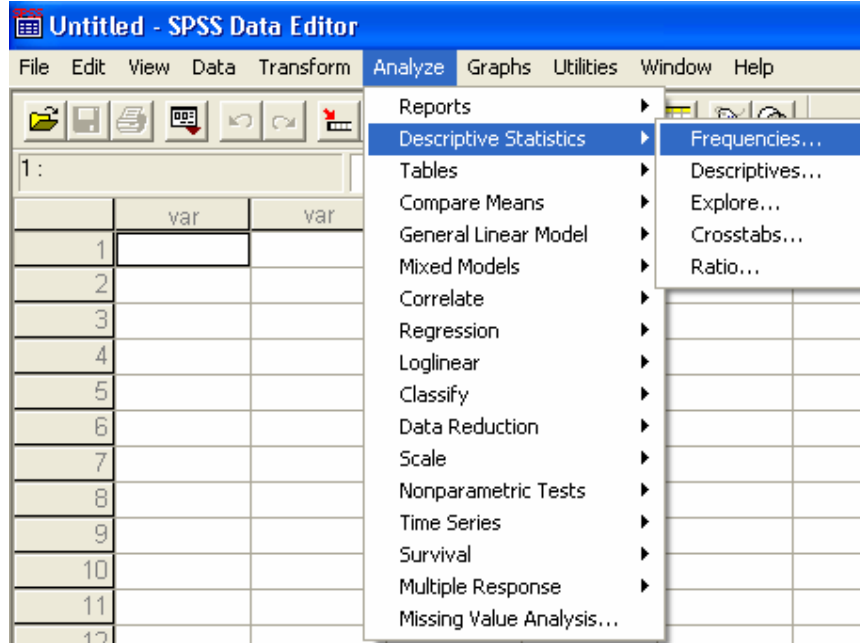 SPSS
Untitled - SPSS Data Editor
File Edit View Data Transform Analyze Graphs Utilities Window Help
1 :
var var
1
2
3
4
5
6
7
8
9
10
11
12
Reports
Descriptive Statistics
Tables
Compare Means
General Linear Model
Mixed Models
Correlate
Regression
Loglinear
Classify
Data Reduction
Scale
Nonparametric Tests
Time Series
Survival
Multiple Response
Missing Value Analysis...
Frequencies...
Descriptives...
Explore...
Crosstabs...
Ratio...